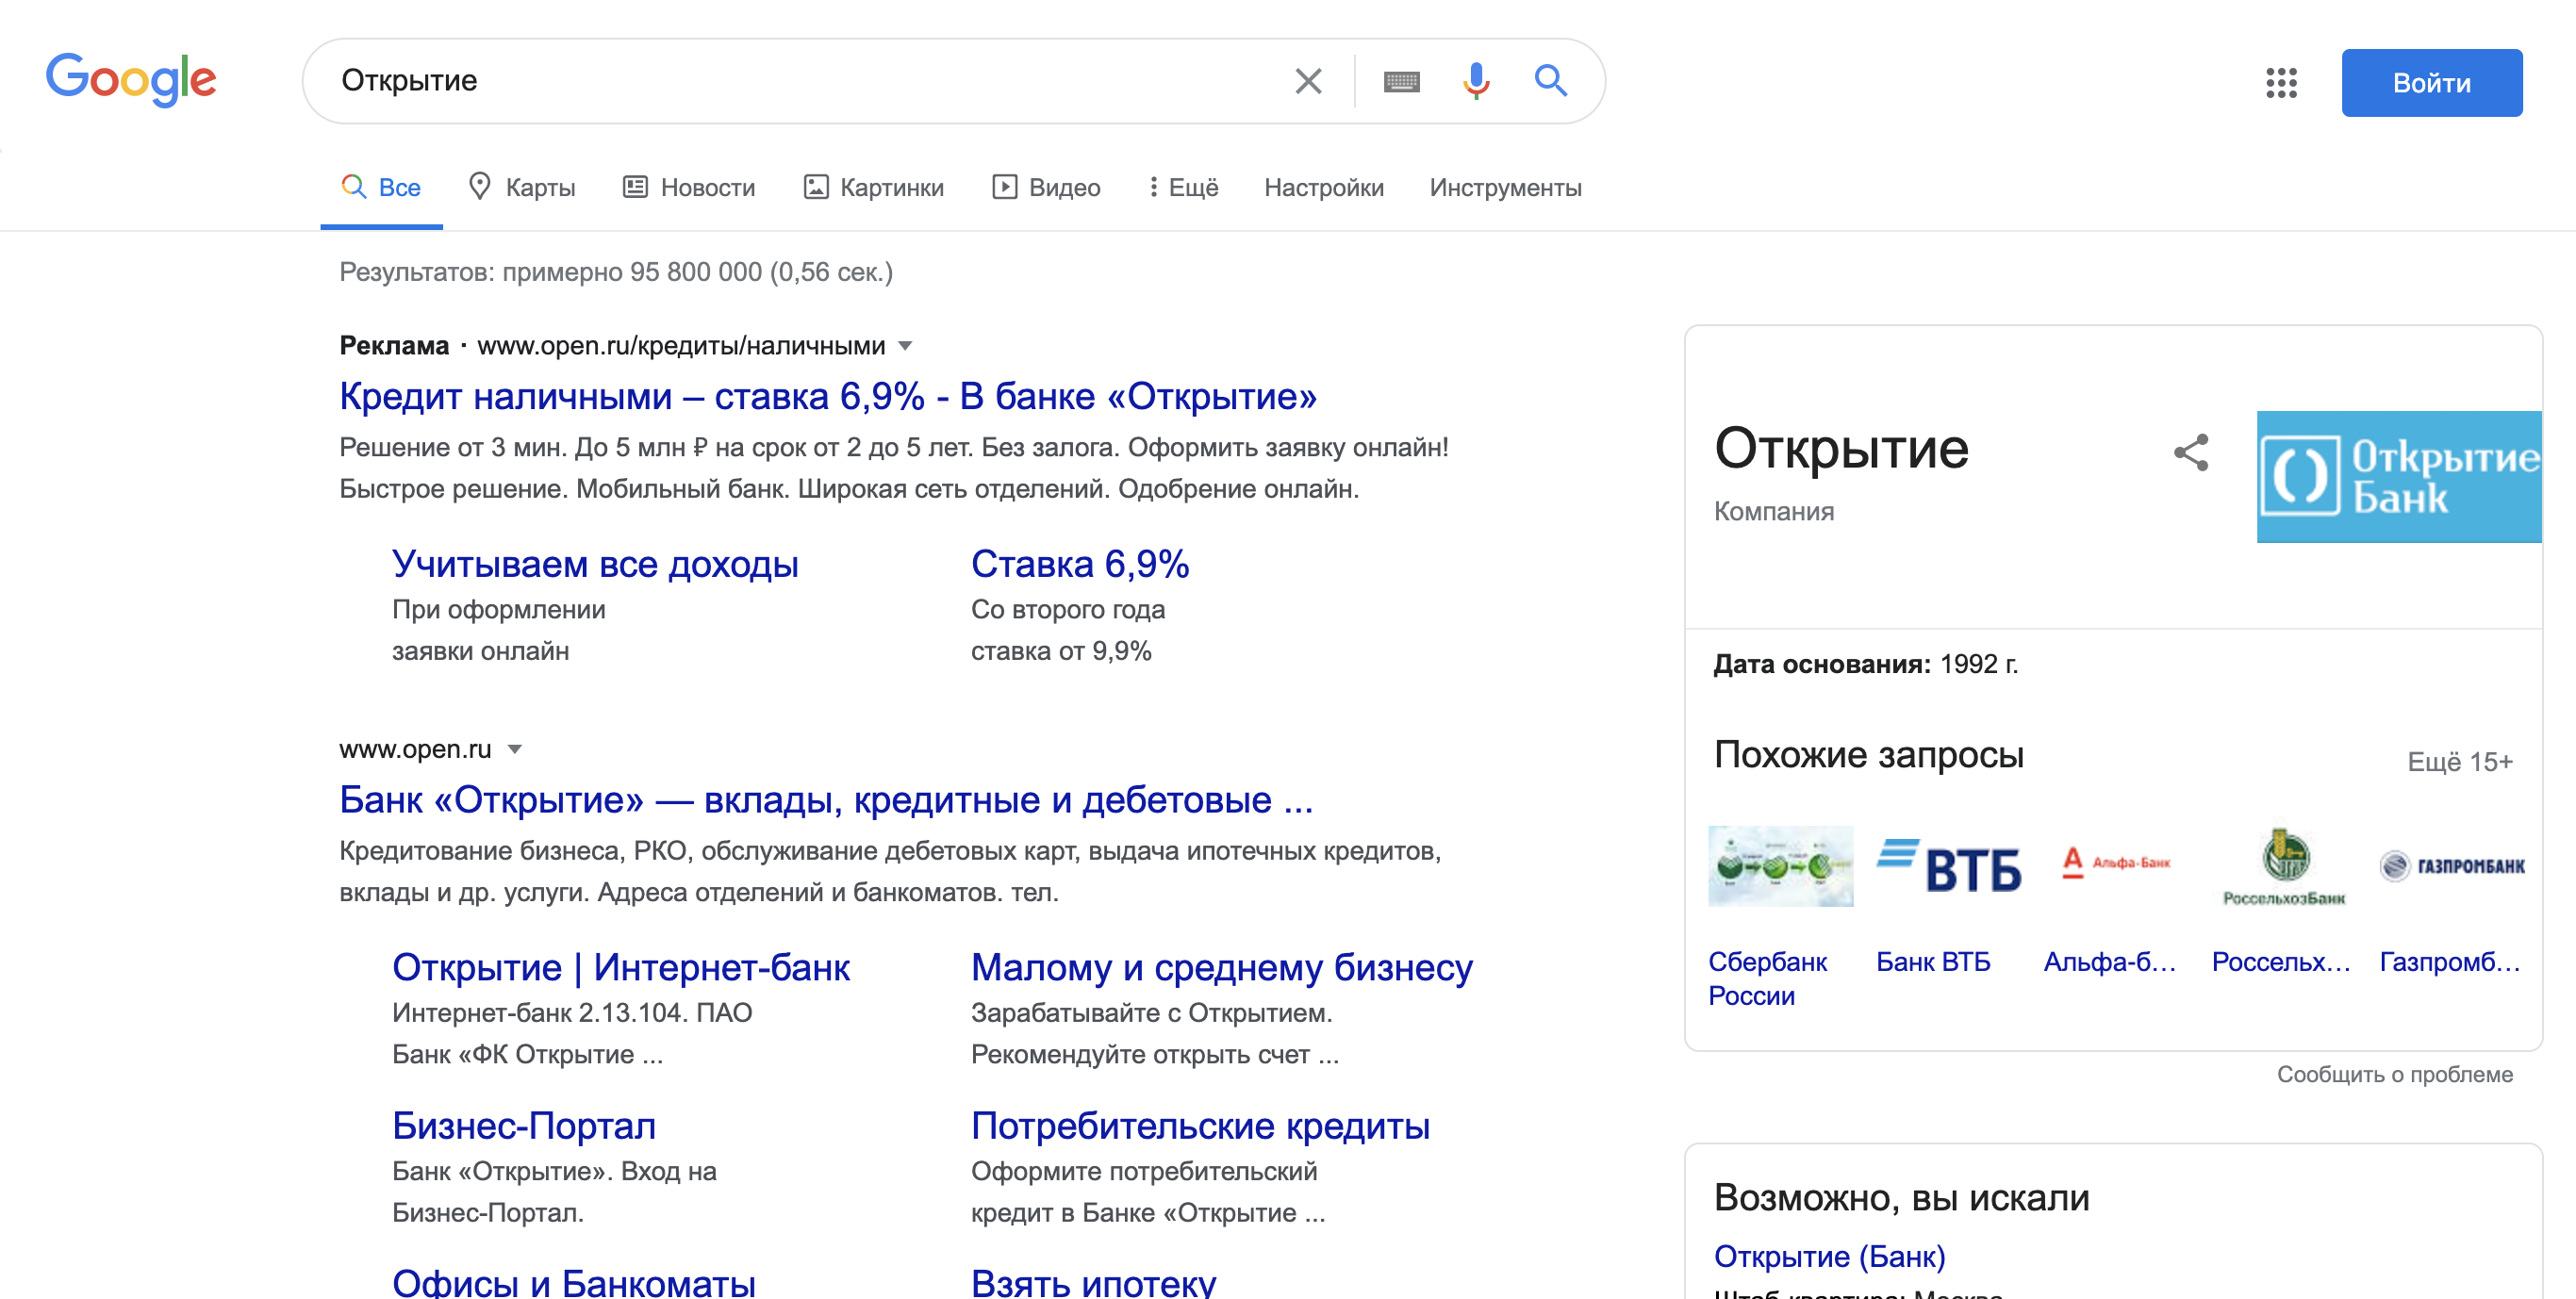 Google
Открытие
Войти
Все
Карты
Новости
Картинки
Видео
Ещё
Настройки
Инструменты
Результатов: примерно 95 800 000 (0,56 сек.)
Реклама · www.open.ru/кредиты/наличными
Кредит наличными – ставка 6,9% - В банке «Открытие»
Решение от 3 мин. До 5 млн ₽ на срок от 2 до 5 лет. Без залога. Оформить заявку онлайн!
Быстрое решение. Мобильный банк. Широкая сеть отделений. Одобрение онлайн.
Учитываем все доходы
При оформлении
заявки онлайн
Ставка 6,9%
Со второго года
ставка от 9,9%
www.open.ru
Банк «Открытие» — вклады, кредитные и дебетовые ...
Кредитование бизнеса, РКО, обслуживание дебетовых карт, выдача ипотечных кредитов,
вклады и др. услуги. Адреса отделений и банкоматов. тел.
Открытие | Интернет-банк
Интернет-банк 2.13.104. ПАО
Банк «ФК Открытие ...
Малому и среднему бизнесу
Зарабатывайте с Открытием.
Рекомендуйте открыть счет ...
Бизнес-Портал
Банк «Открытие». Вход на
Бизнес-Портал.
Потребительские кредиты
Оформите потребительский
кредит в Банке «Открытие ...
Офисы и Банкоматы
Взять ипотеку
Открытие
Компания
Открытие
Банк
Дата основания: 1992 г.
Похожие запросы
Ещё 15+
ВТБ
Альфа-Банк
РоссельхозБанк
ГАЗПРОМБАНК
Сбербанк
России
Банк ВТБ
Альфа-б...
Россельх...
Газпромб...
Сообщить о проблеме
Возможно, вы искали
Открытие (Банк)
Штаб-квартира: Москва